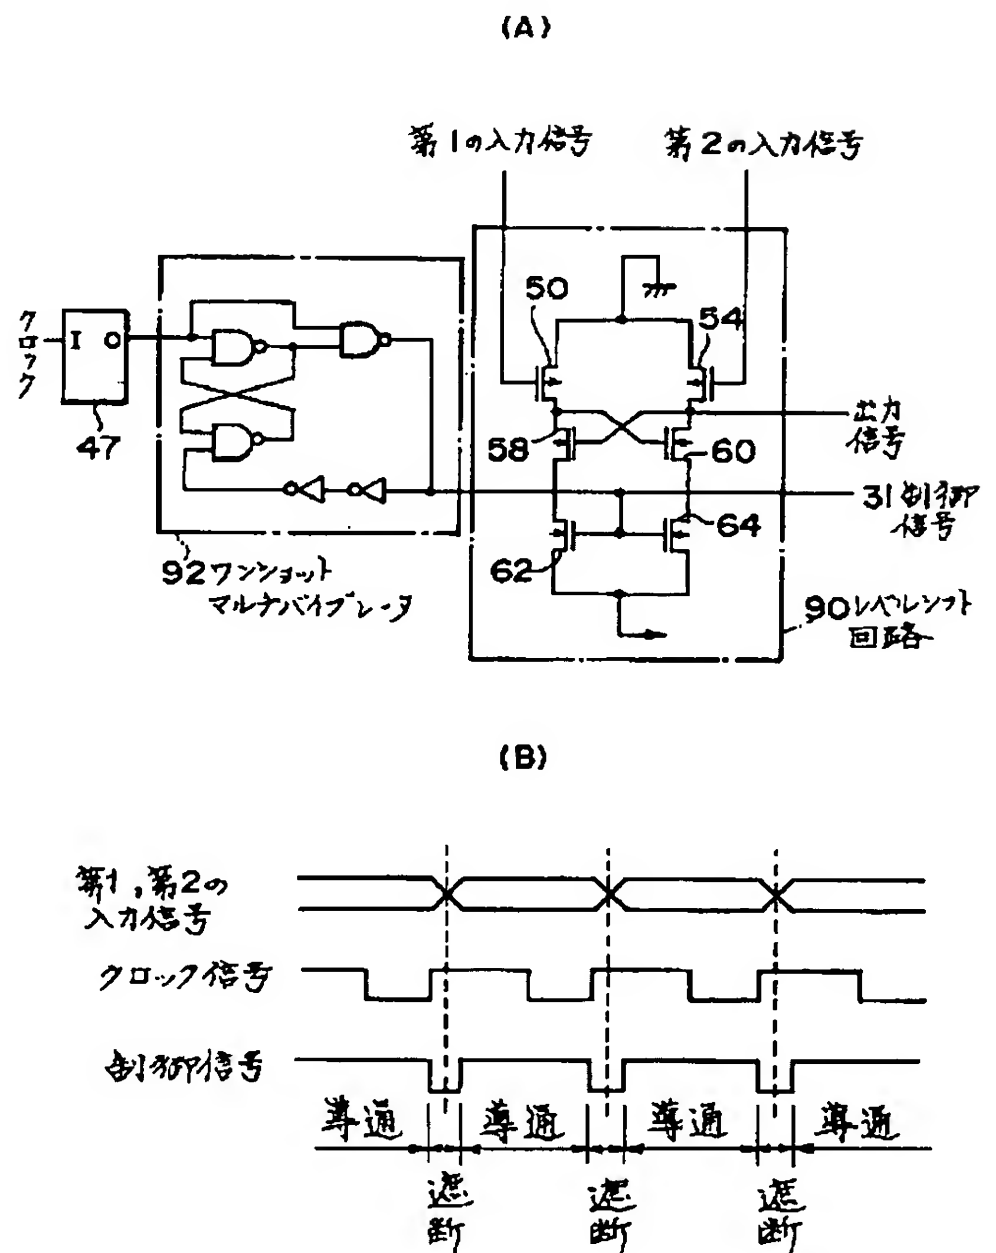 (A)
第1の入力信号
第2の入力信号
50
54
クロック
I O
47
58
60
出力
信号
31制御
信号
64
62
92ワンショット
マルチバイブレータ
90レベルシフト
回路
(B)
第1,第2の
入力信号
クロック信号
制御信号
導通 導通 導通 導通
遮断 遮断 遮断